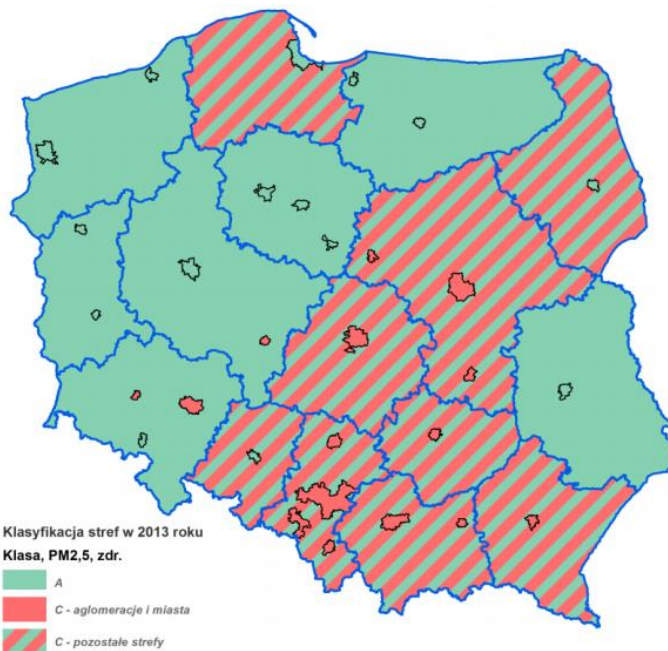 Klasyfikacja stref w 2013 roku
Klasa, PM2,5, zdr.
A
C - aglomeracje i miasta
C - pozostałe strefy